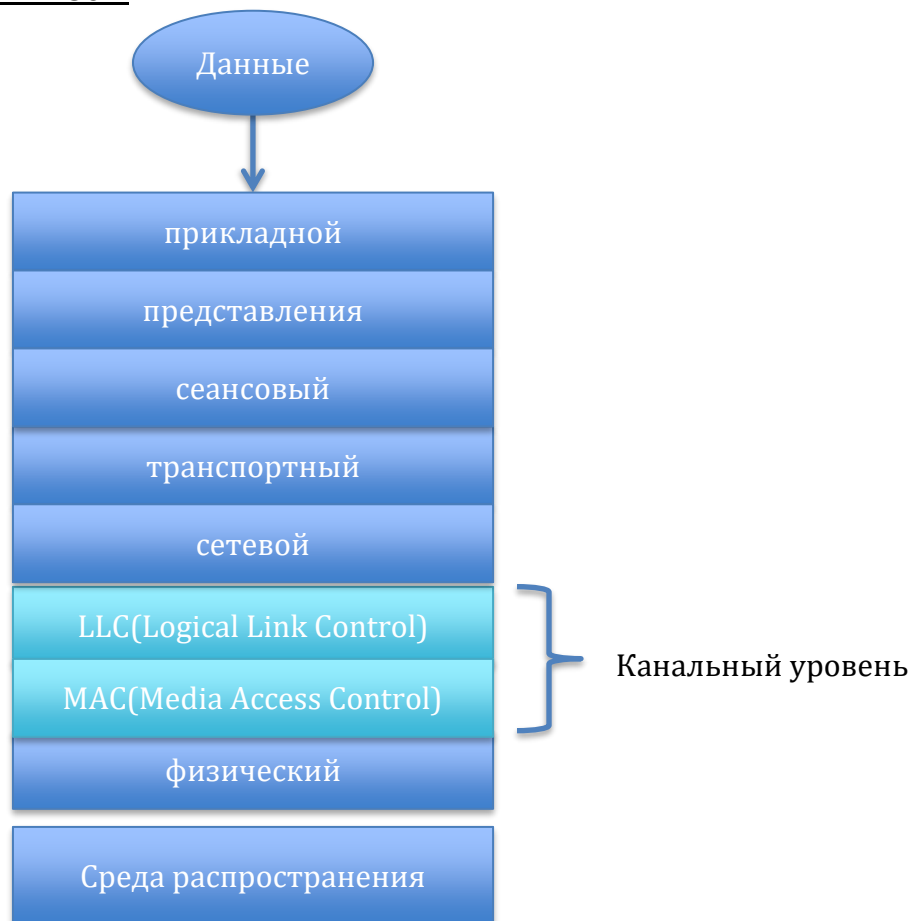 Данные
прикладной
представления
сеансовый
транспортный
сетевой
LLC(Logical Link Control)
MAC(Media Access Control)
Канальный уровень
физический
Среда распространения